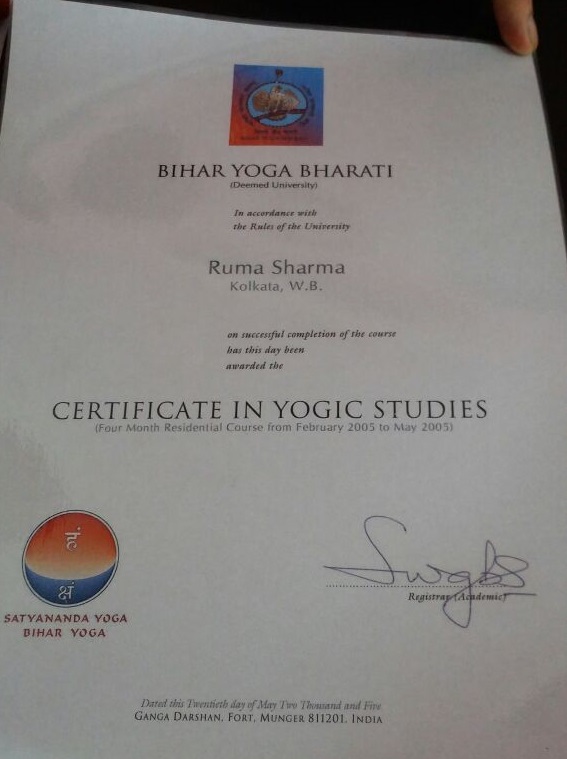 BIHAR YOGA BHARATI
(Deemed University)
In accordance with
the Rules of the University
Ruma Sharma
Kolkata, W.B.
on successful completion of the course
has this day been
awarded the
CERTIFICATE IN YOGIC STUDIES
(Four Month Residential Course from February 2005 to May 2005)
हं
क्षं
SATYANANDA YOGA
BIHAR YOGA
Registrar (Academic)
Dated this Twentieth day of May Two Thousand and Five
GANGA DARSHAN, FORT, MUNGER 811201, INDIA